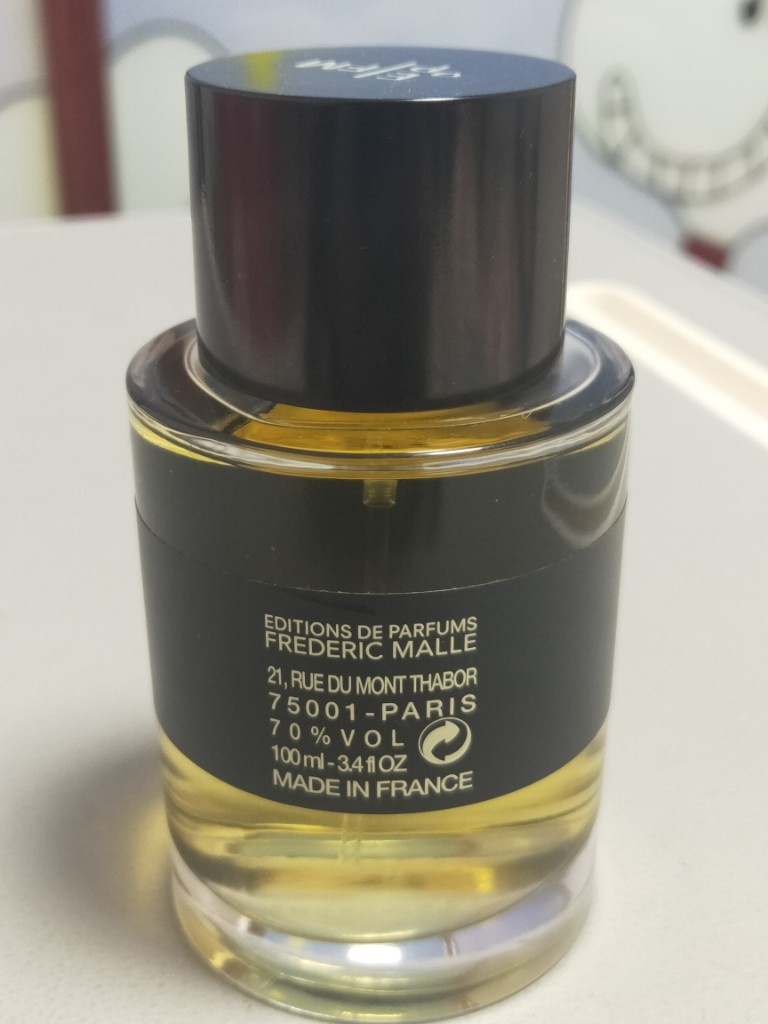 EDITIONS DE PARFUMS
FREDERIC MALLE
21, RUE DU MONT THABOR
75001-PARIS
70% VOL
100 ml - 3.4 fl OZ
MADE IN FRANCE